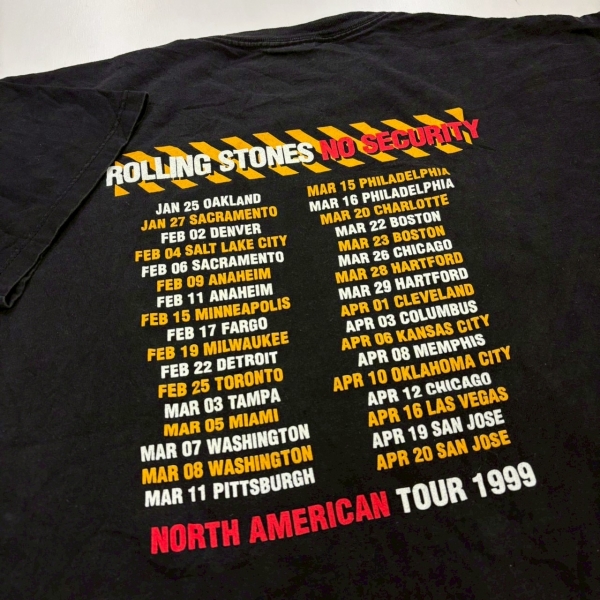 ROLLING STONES NO SECURITY
JAN 25 OAKLAND
JAN 27 SACRAMENTO
FEB 02 DENVER
FEB 04 SALT LAKE CITY
FEB 06 SACRAMENTO
FEB 09 ANAHEIM
FEB 11 ANAHEIM
FEB 15 MINNEAPOLIS
FEB 17 FARGO
FEB 19 MILWAUKEE
FEB 22 DETROIT
FEB 25 TORONTO
MAR 03 TAMPA
MAR 05 MIAMI
MAR 07 WASHINGTON
MAR 08 WASHINGTON
MAR 11 PITTSBURGH
MAR 15 PHILADELPHIA
MAR 16 PHILADELPHIA
MAR 20 CHARLOTTE
MAR 22 BOSTON
MAR 23 BOSTON
MAR 26 CHICAGO
MAR 28 HARTFORD
MAR 29 HARTFORD
APR 01 CLEVELAND
APR 03 COLUMBUS
APR 06 KANSAS CITY
APR 08 MEMPHIS
APR 10 OKLAHOMA CITY
APR 12 CHICAGO
APR 16 LAS VEGAS
APR 19 SAN JOSE
APR 20 SAN JOSE
NORTH AMERICAN TOUR 1999